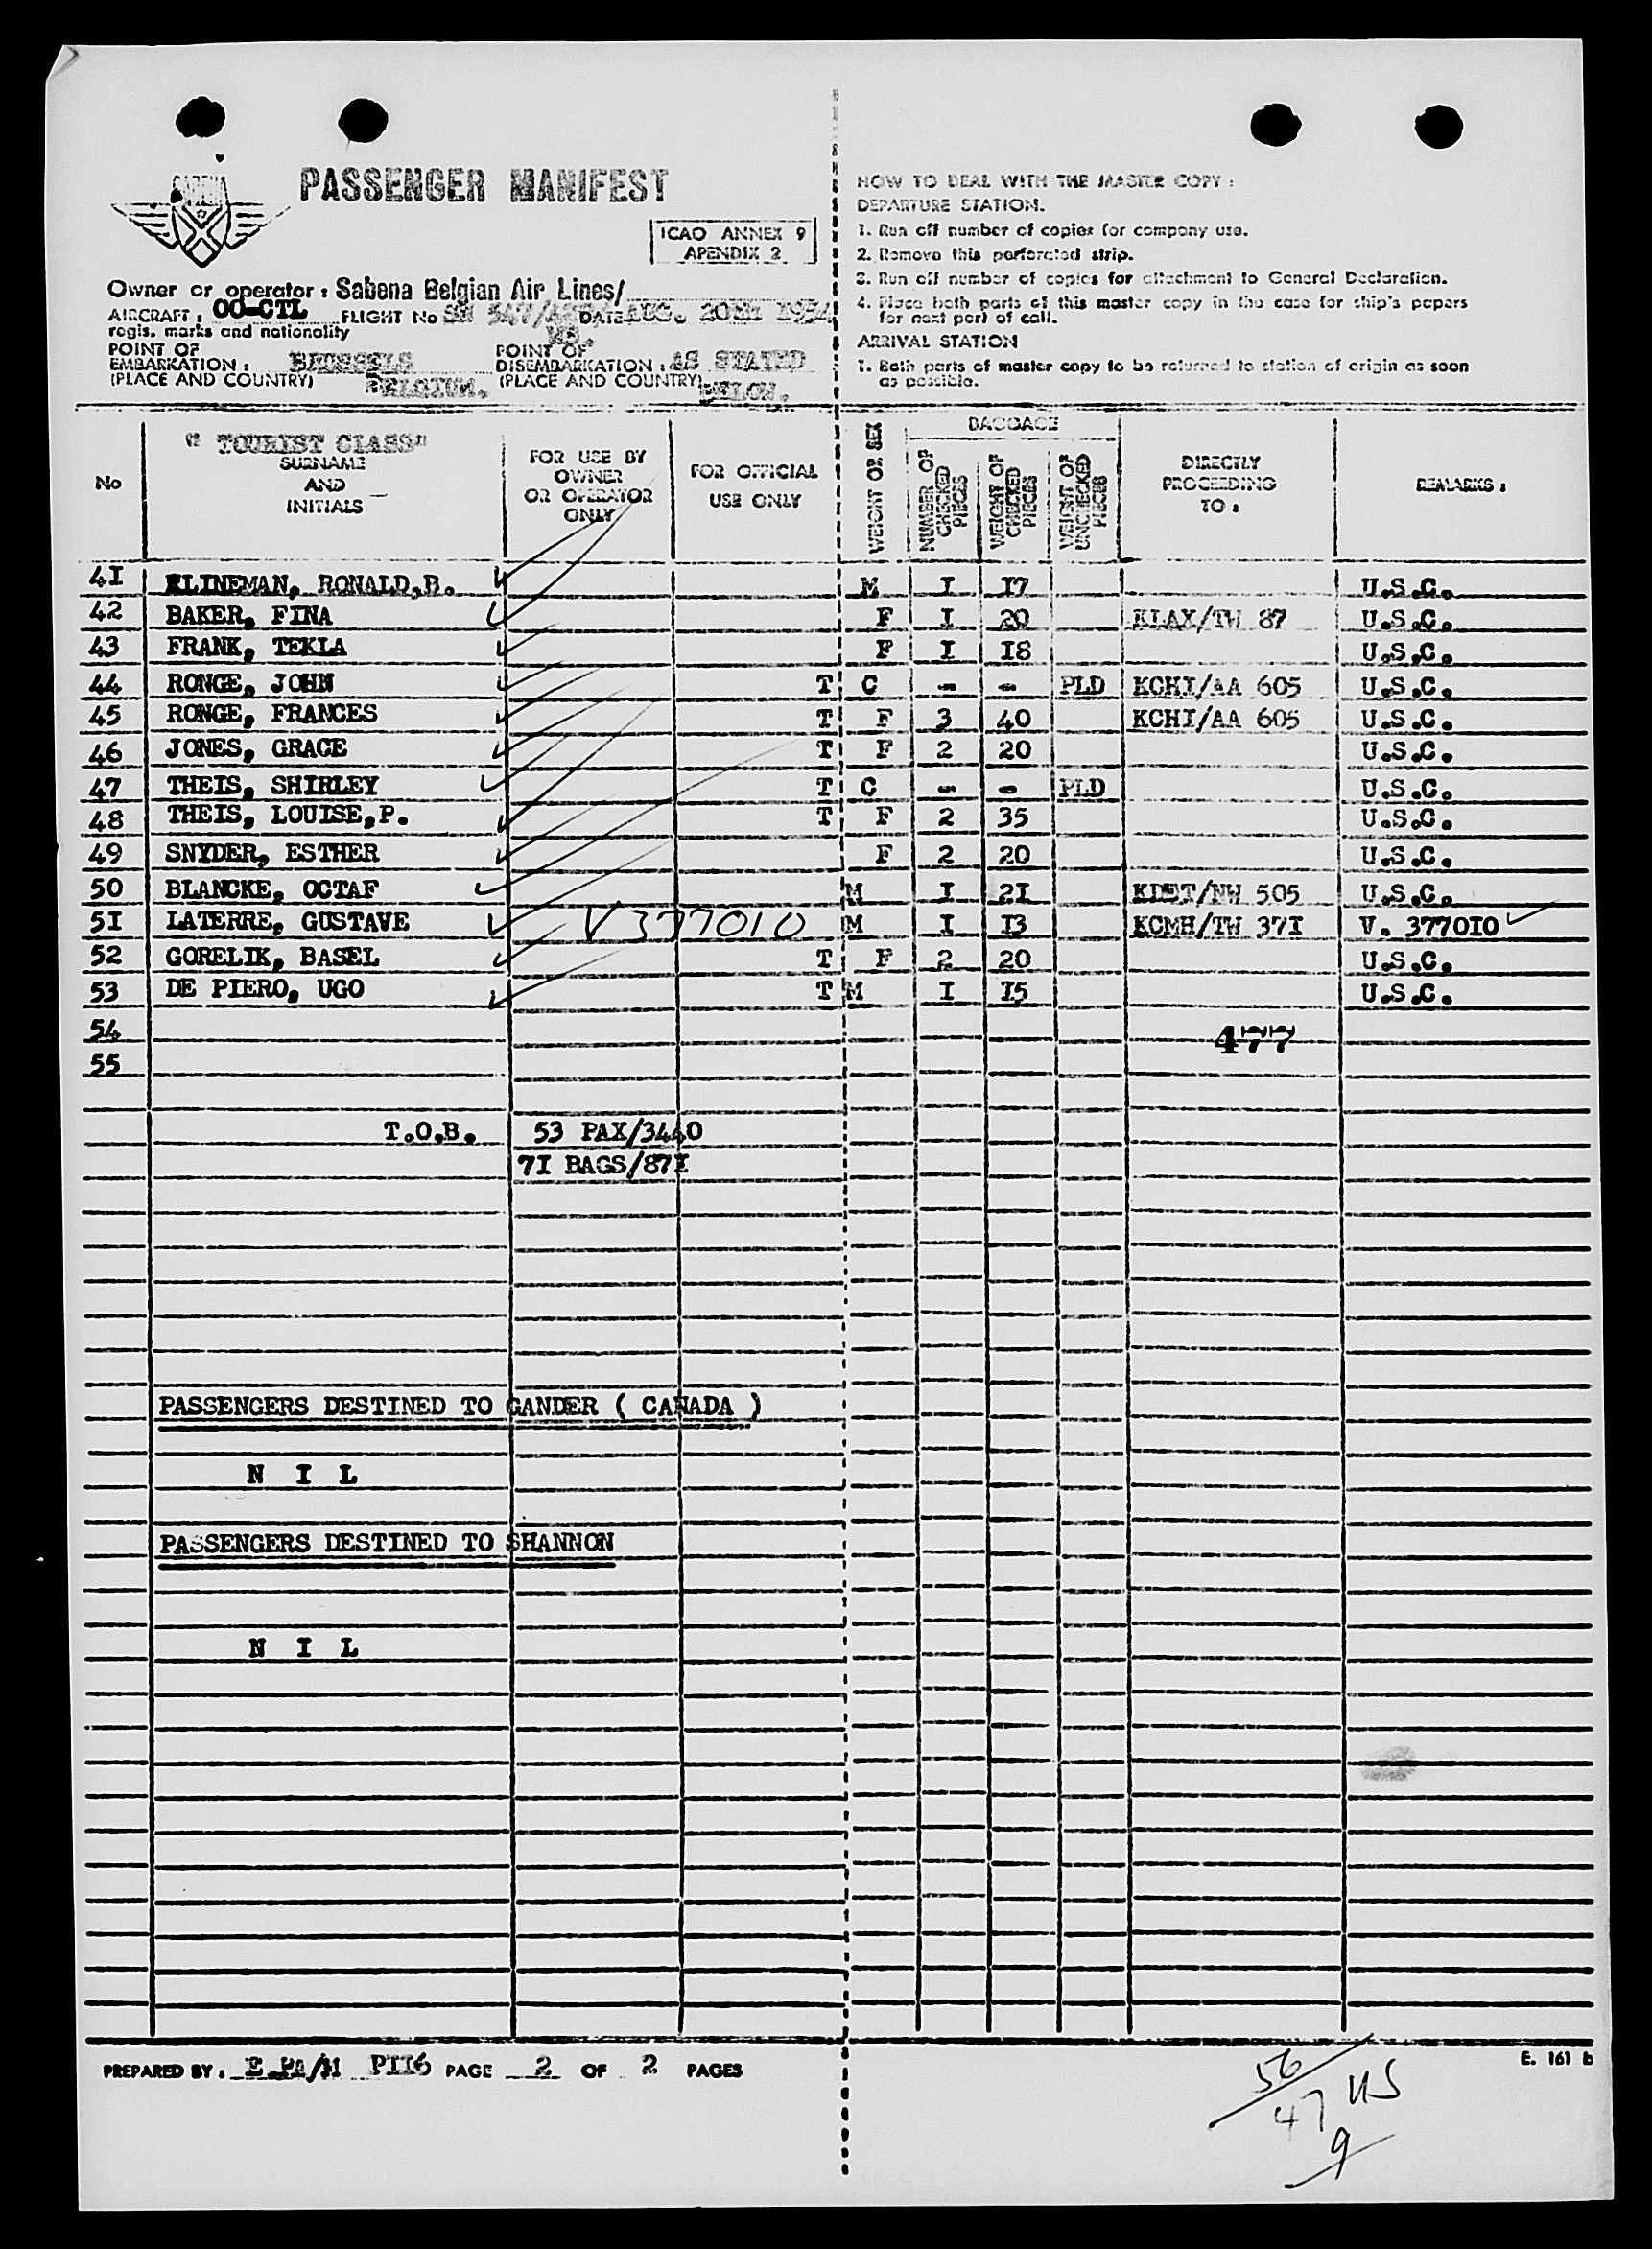 SABENA
PASSENGER MANIFEST
ICAO ANNEX 9
APENDIX 2
Owner or operator : Sabena Belgian Air Lines/
AIRCRAFT : OO-CTL FLIGHT No SN 547/ DATE AUG. 20th 1954
regis. marks and nationality
POINT OF EMBARKATION : BRUSSELS
(PLACE AND COUNTRY) BELGIUM.
POINT OF DISEMBARKATION : AS STATED
(PLACE AND COUNTRY) BELOW.
HOW TO DEAL WITH THE MASTER COPY :
DEPARTURE STATION.
1. Run off number of copies for company use.
2. Remove this perforated strip.
3. Run off number of copies for attachment to General Declaration.
4. Place both parts of this master copy in the case for ship's papers
for next port of call.
ARRIVAL STATION
1. Both parts of master copy to be returned to station of origin as soon
as possible.
No
" TOURIST CLASS"
SURNAME
AND
INITIALS
FOR USE BY
OWNER
OR OPERATOR
ONLY
FOR OFFICIAL
USE ONLY
WEIGHT OR SEX
BAGGAGE
NUMBER OF CHECKED PIECES
WEIGHT OF CHECKED PIECES
WEIGHT OF UNCHECKED PIECES
DIRECTLY
PROCEEDING
TO :
REMARKS :
41 KLINEMAN, RONALD,B. M I I7 U.S.C.
42 BAKER, FINA F I 20 KLAX/TW 87 U.S.C.
43 FRANK, TEKLA F I I8 U.S.C.
44 RONGE, JOHN T C - - PLD KCHI/AA 605 U.S.C.
45 RONGE, FRANCES T F 3 40 KCHI/AA 605 U.S.C.
46 JONES, GRACE T F 2 20 U.S.C.
47 THEIS, SHIRLEY T C - - PLD U.S.C.
48 THEIS, LOUISE,P. T F 2 35 U.S.C.
49 SNYDER, ESTHER F 2 20 U.S.C.
50 BLANCKE, OCTAF M I 2I KDET/NW 505 U.S.C.
5I LATERRE, GUSTAVE V377010 M I I3 KCMH/TW 37I V. 3770IO
52 GORELIK, BASEL T F 2 20 U.S.C.
53 DE PIERO, UGO T M I I5 U.S.C.
54 477
55
T.O.B. 53 PAX/3440
7I BAGS/87I
PASSENGERS DESTINED TO GANDER ( CANADA )
N I L
PASSENGERS DESTINED TO SHANNON
N I L
PREPARED BY : PII6 PAGE 2 OF 2 PAGES
E. 161 b
56
47 US
9